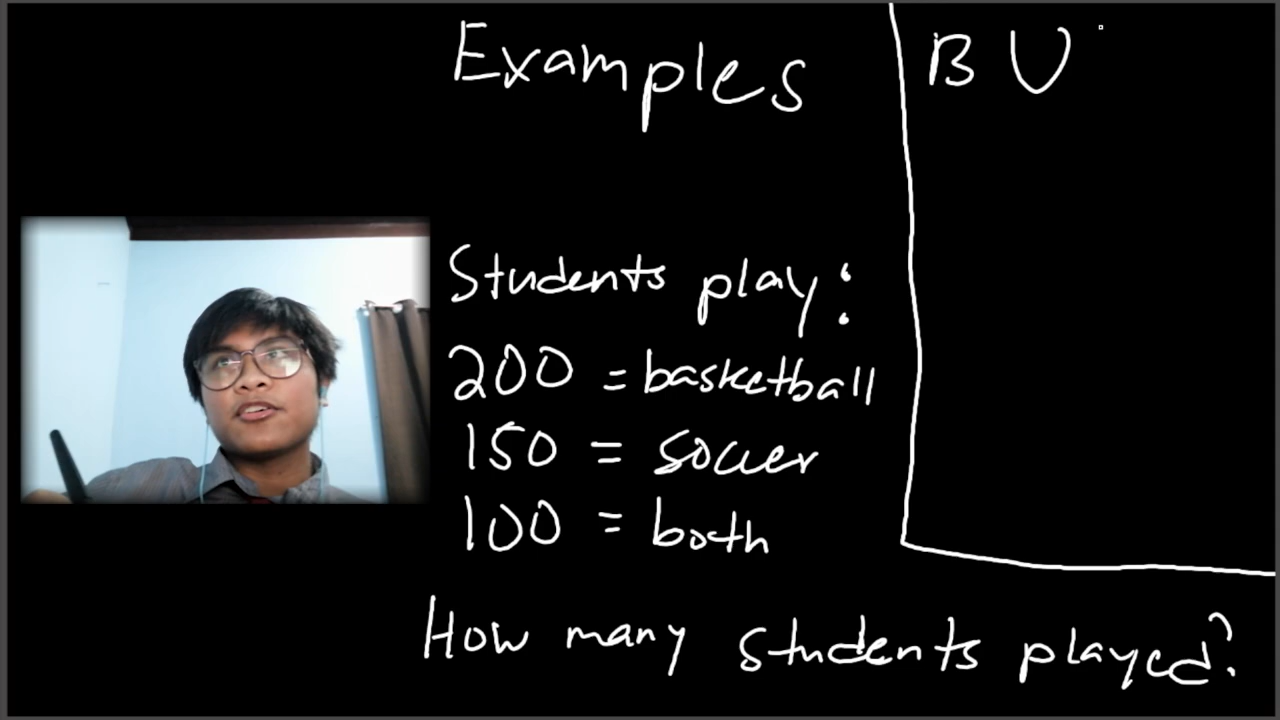 Examples
B U
Students play:
200 = basketball
150 = soccer
100 = both
How many students played?